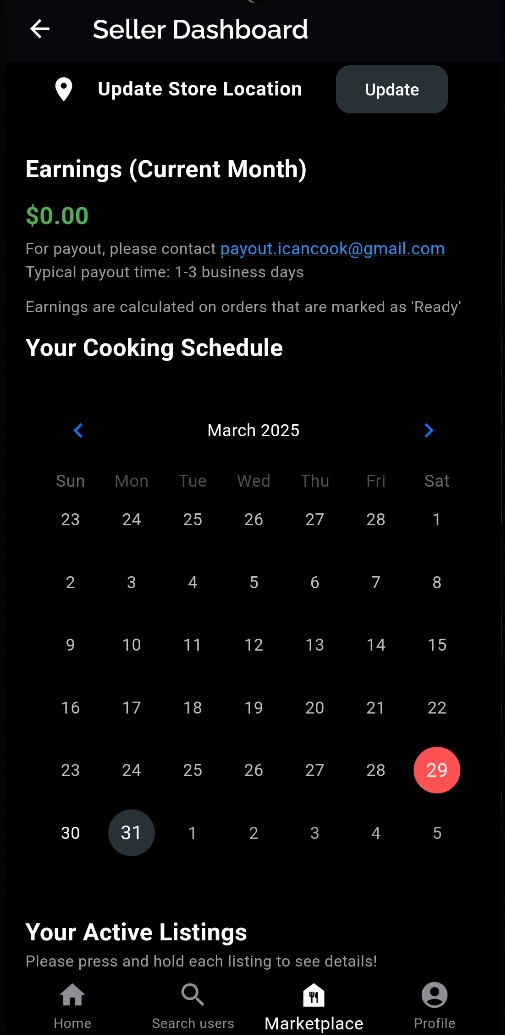 Seller Dashboard
Update Store Location Update
Earnings (Current Month)
$0.00
For payout, please contact payout.icancook@gmail.com
Typical payout time: 1-3 business days
Earnings are calculated on orders that are marked as 'Ready'
Your Cooking Schedule
March 2025
Sun Mon Tue Wed Thu Fri Sat
23 24 25 26 27 28 1
2 3 4 5 6 7 8
9 10 11 12 13 14 15
16 17 18 19 20 21 22
23 24 25 26 27 28 29
30 31 1 2 3 4 5
Your Active Listings
Please press and hold each listing to see details!
Home Search users Marketplace Profile